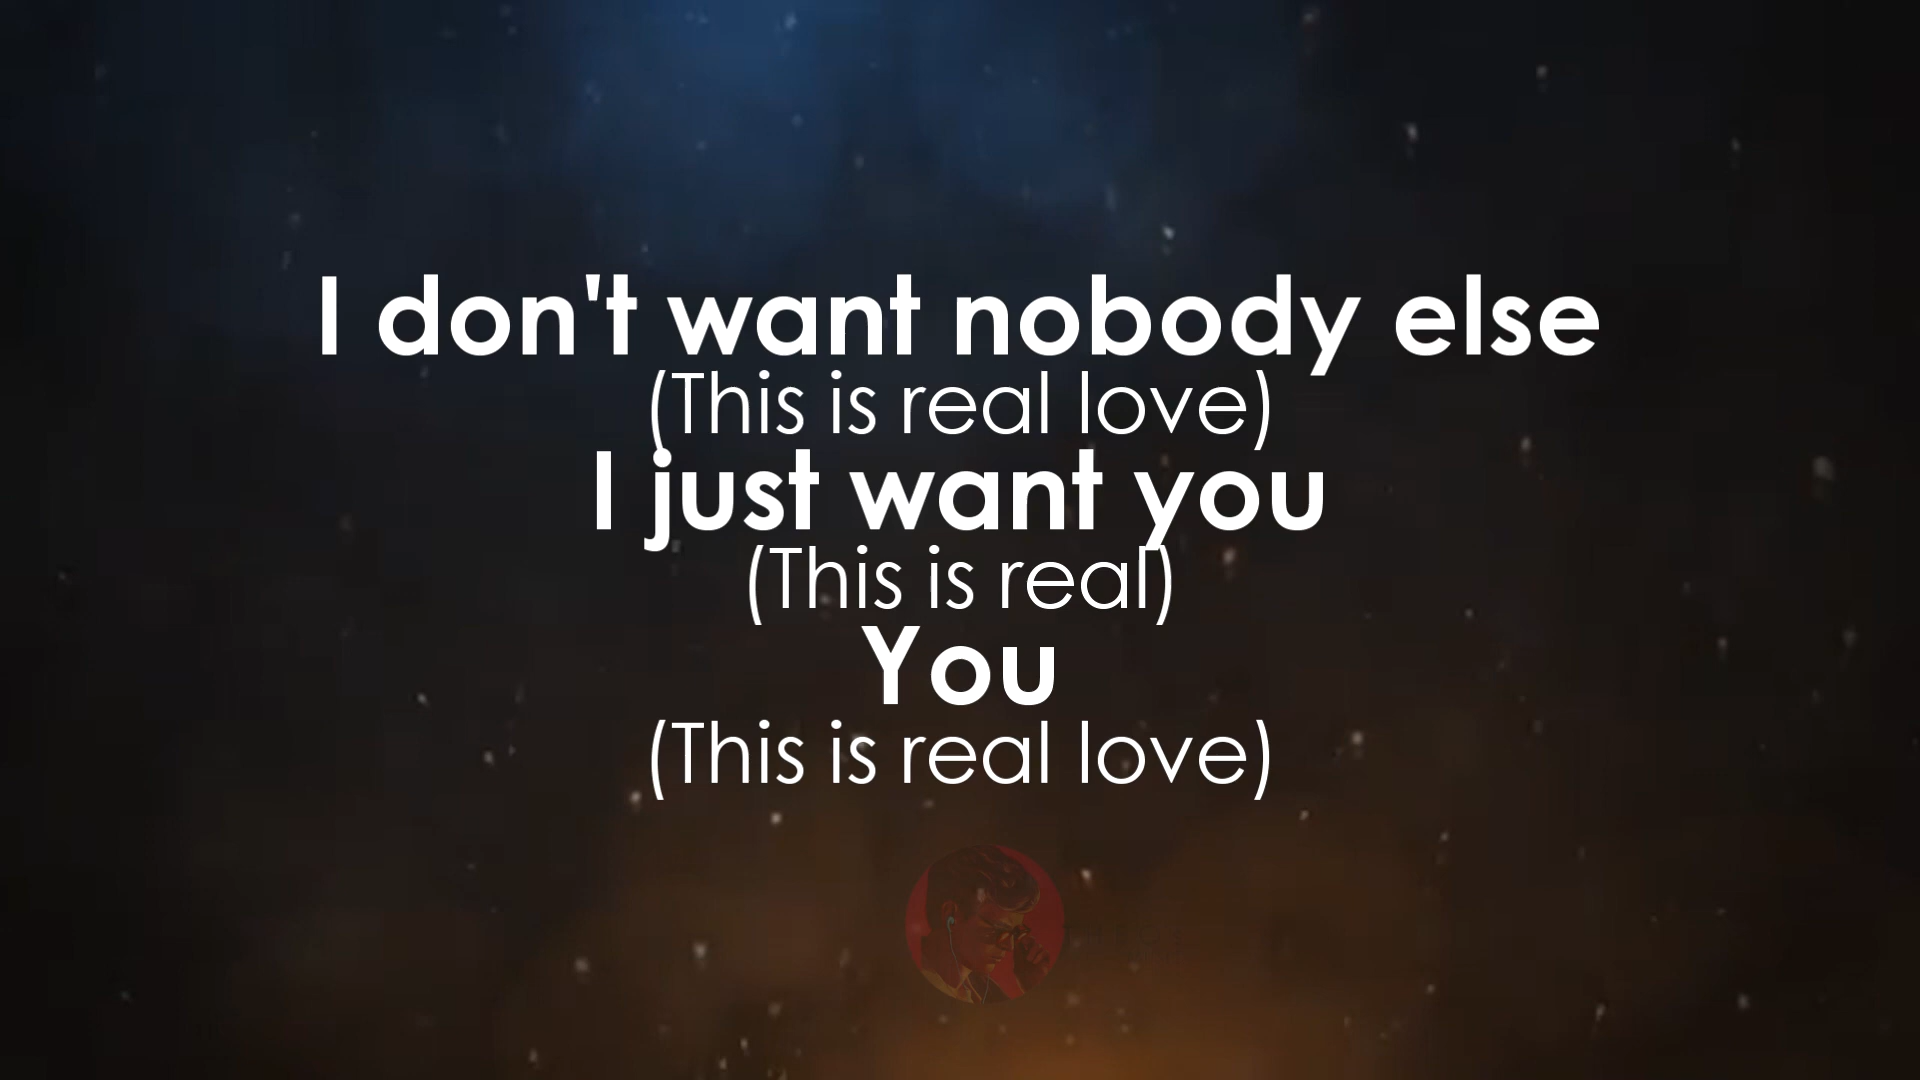 I don't want nobody else
(This is real love)
I just want you
(This is real)
You
(This is real love)